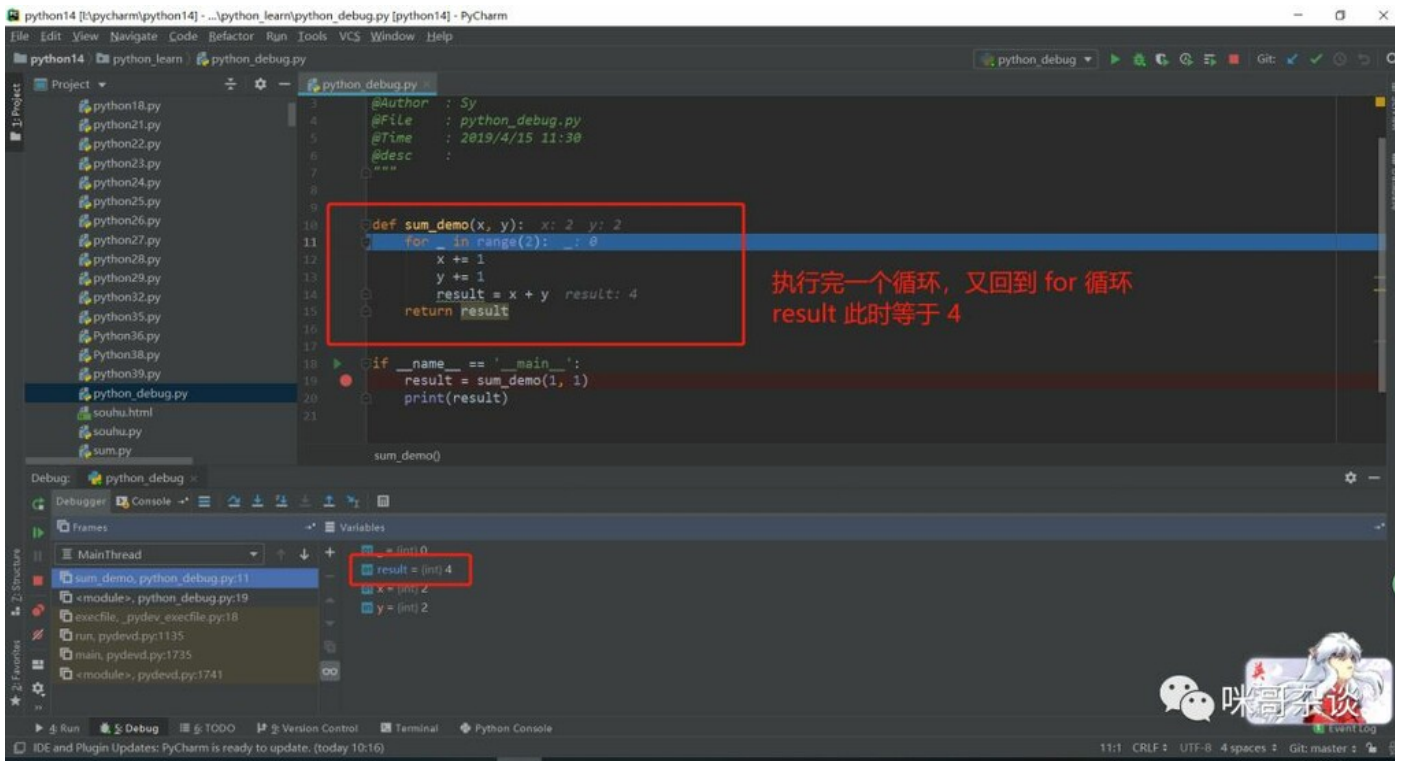 python14 [I:\pycharm\python14] - ...\python_learn\python_debug.py [python14] - PyCharm
File Edit View Navigate Code Refactor Run Tools VCS Window Help
python14 python_learn python_debug.py
python_debug
Git:
1: Project
Project
python_debug.py
python18.py
python21.py
python22.py
python23.py
python24.py
python25.py
python26.py
python27.py
python28.py
python29.py
python32.py
python35.py
Python36.py
Python38.py
python39.py
python_debug.py
souhu.html
souhu.py
sum.py
3 @Author : Sy
4 @File : python_debug.py
5 @Time : 2019/4/15 11:30
6 @desc :
7 """
8
9
10 def sum_demo(x, y): x: 2 y: 2
11 for _ in range(2): _: 0
12 x += 1
13 y += 1
14 result = x + y result: 4
15 return result
16
17
18 if __name__ == '__main__':
19 result = sum_demo(1, 1)
20 print(result)
21
执行完一个循环，又回到 for 循环
result 此时等于 4
sum_demo()
Debug: python_debug
Debugger Console
Frames
Variables
MainThread
sum_demo, python_debug.py:11
<module>, python_debug.py:19
execfile, _pydev_execfile.py:18
run, pydevd.py:1135
main, pydevd.py:1735
<module>, pydevd.py:1741
_ = {int} 0
result = {int} 4
x = {int} 2
y = {int} 2
Z: Structure
2: Favorites
英
咪哥杂谈
4: Run 5: Debug 6: TODO 9: Version Control Terminal Python Console
Event Log
IDE and Plugin Updates: PyCharm is ready to update. (today 10:16)
11:1 CRLF UTF-8 4 spaces Git: master